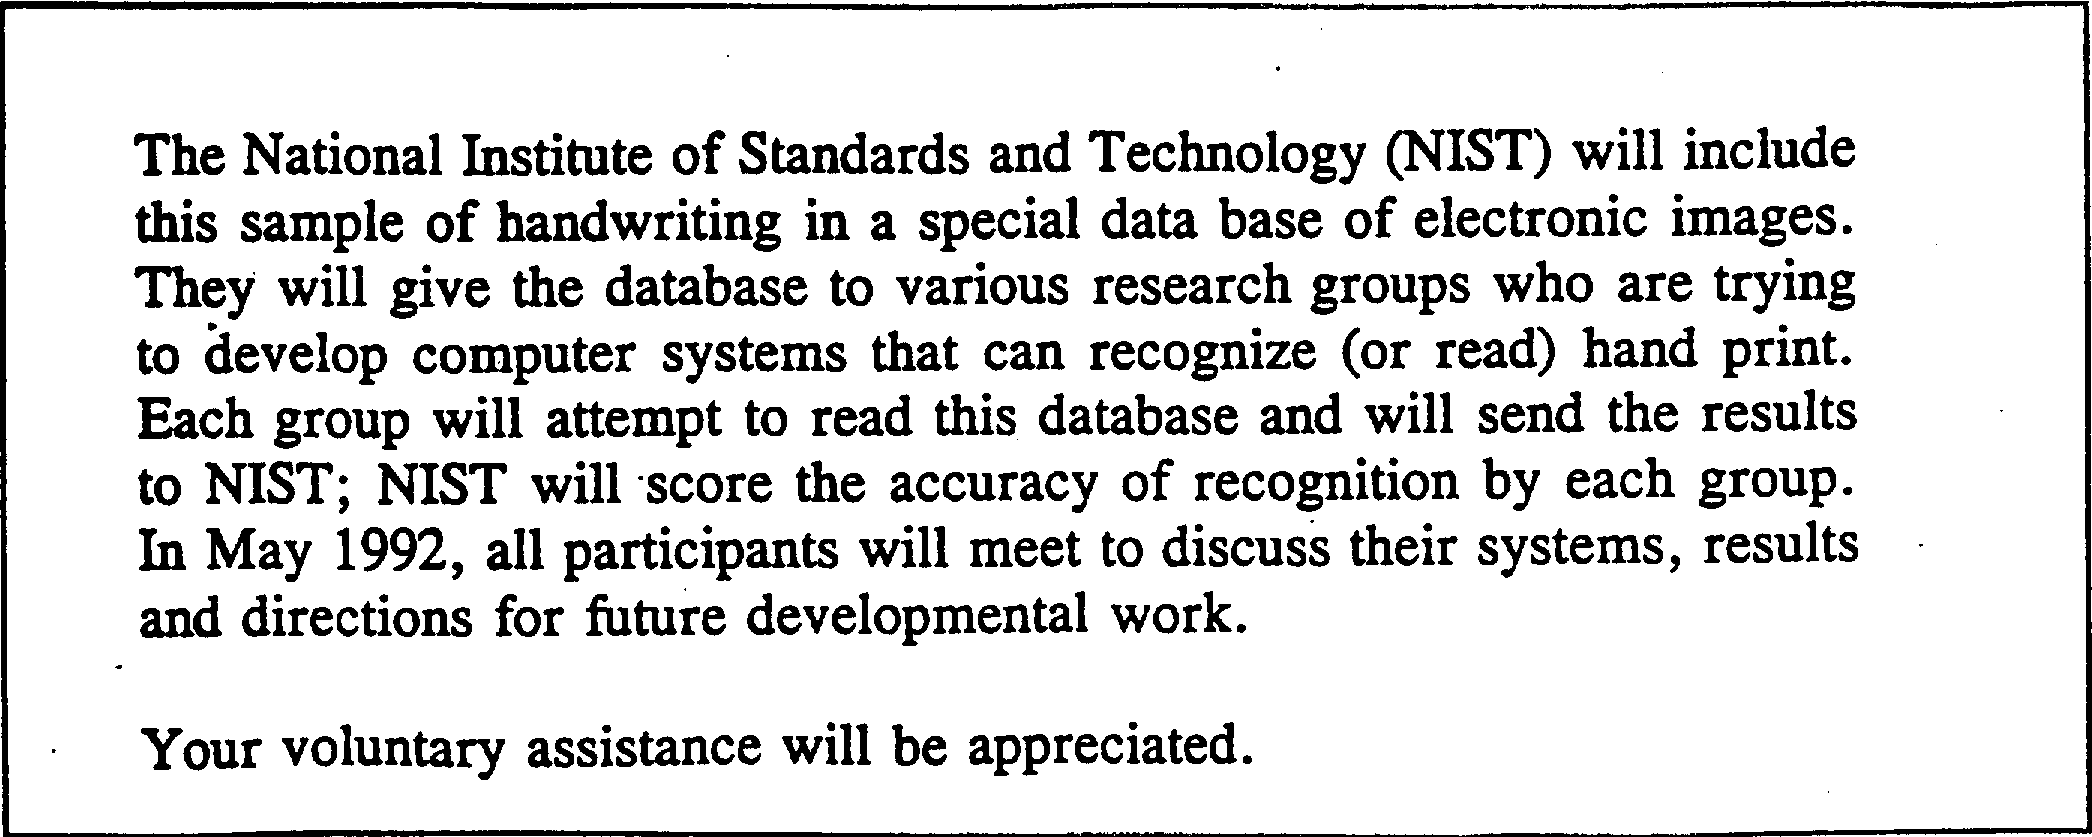 The National Institute of Standards and Technology (NIST) will include
this sample of handwriting in a special data base of electronic images.
They will give the database to various research groups who are trying
to develop computer systems that can recognize (or read) hand print.
Each group will attempt to read this database and will send the results
to NIST; NIST will score the accuracy of recognition by each group.
In May 1992, all participants will meet to discuss their systems, results
and directions for future developmental work.
Your voluntary assistance will be appreciated.